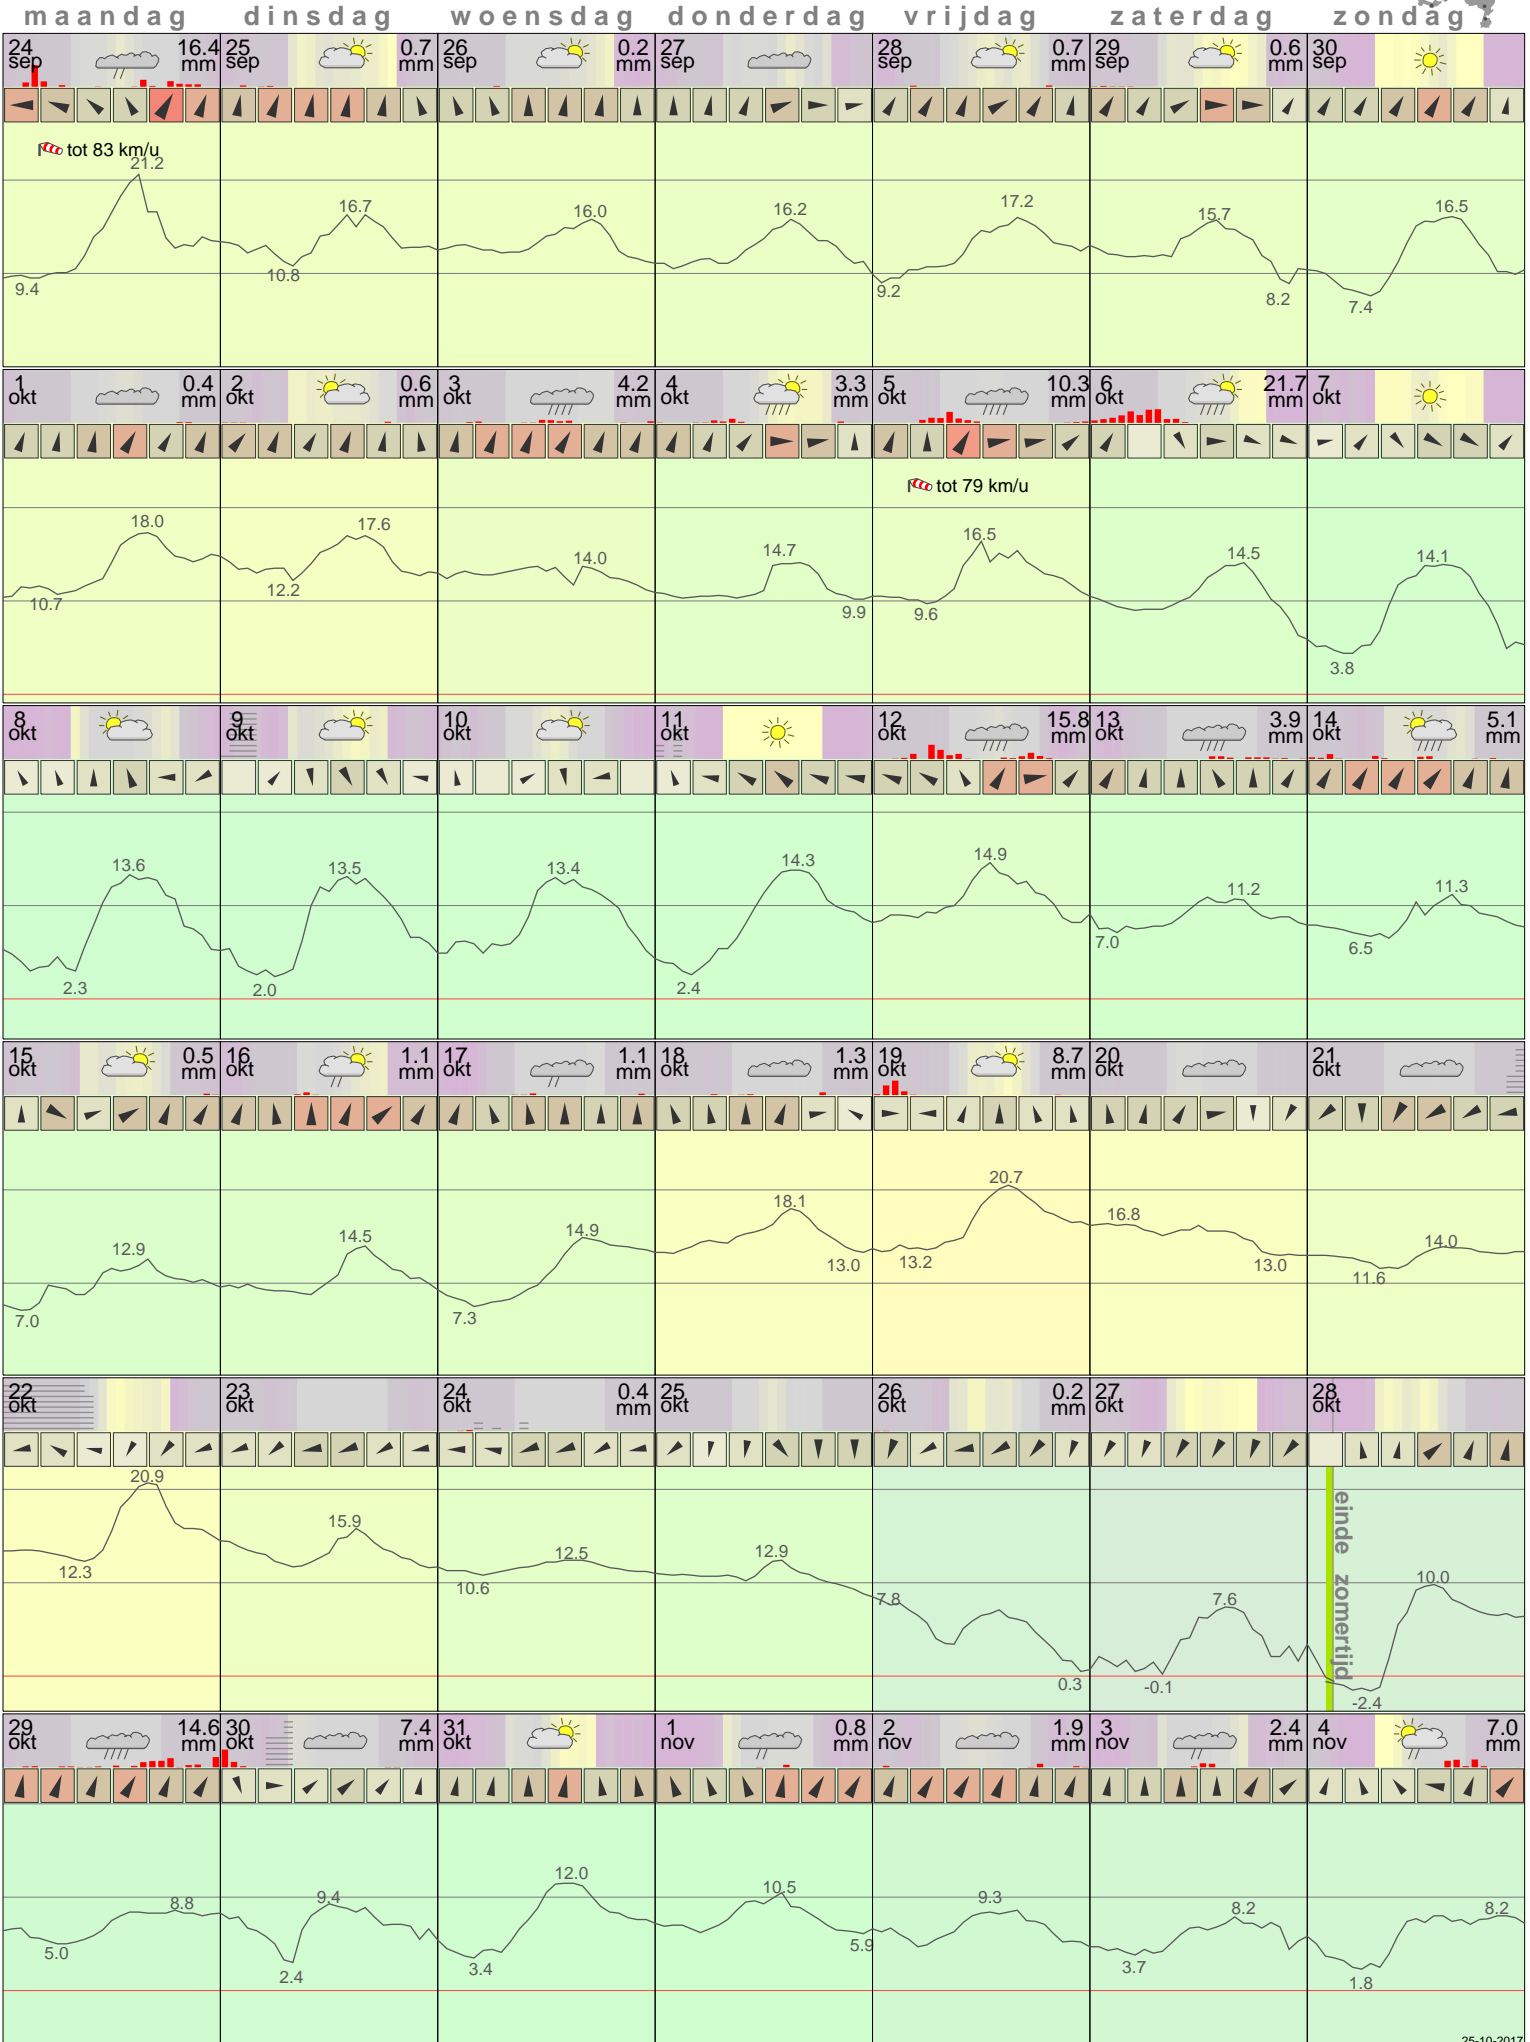 maandag dinsdag woensdag donderdag vrijdag zaterdag zondag
24 sep 16.4 mm 25 sep 0.7 mm 26 sep 0.2 mm 27 sep 28 sep 0.7 mm 29 sep 0.6 mm 30 sep
tot 83 km/u
21.2 16.7 16.0 16.2 17.2 15.7 16.5
9.4 10.8 9.2 8.2 7.4
1 okt 0.4 mm 2 okt 0.6 mm 3 okt 4.2 mm 4 okt 3.3 mm 5 okt 10.3 mm 6 okt 21.7 mm 7 okt
tot 79 km/u
18.0 17.6 14.0 14.7 16.5 14.5 14.1
10.7 12.2 9.9 9.6 3.8
8 okt 9 okt 10 okt 11 okt 12 okt 15.8 mm 13 okt 3.9 mm 14 okt 5.1 mm
13.6 13.5 13.4 14.3 14.9 11.2 11.3
2.3 2.0 2.4 7.0 6.5
15 okt 0.5 mm 16 okt 1.1 mm 17 okt 1.1 mm 18 okt 1.3 mm 19 okt 8.7 mm 20 okt 21 okt
12.9 14.5 14.9 18.1 20.7 16.8 14.0
7.0 7.3 13.0 13.2 13.0 11.6
22 okt 23 okt 24 okt 0.4 mm 25 okt 26 okt 0.2 mm 27 okt 28 okt
20.9 15.9 12.5 12.9 7.8 7.6 10.0
12.3 10.6 0.3 -0.1 -2.4
einde zomertijd
29 okt 14.6 mm 30 okt 7.4 mm 31 okt 1 nov 0.8 mm 2 nov 1.9 mm 3 nov 2.4 mm 4 nov 7.0 mm
8.8 9.4 12.0 10.5 9.3 8.2 8.2
5.0 2.4 3.4 5.9 3.7 1.8
25-10-2017